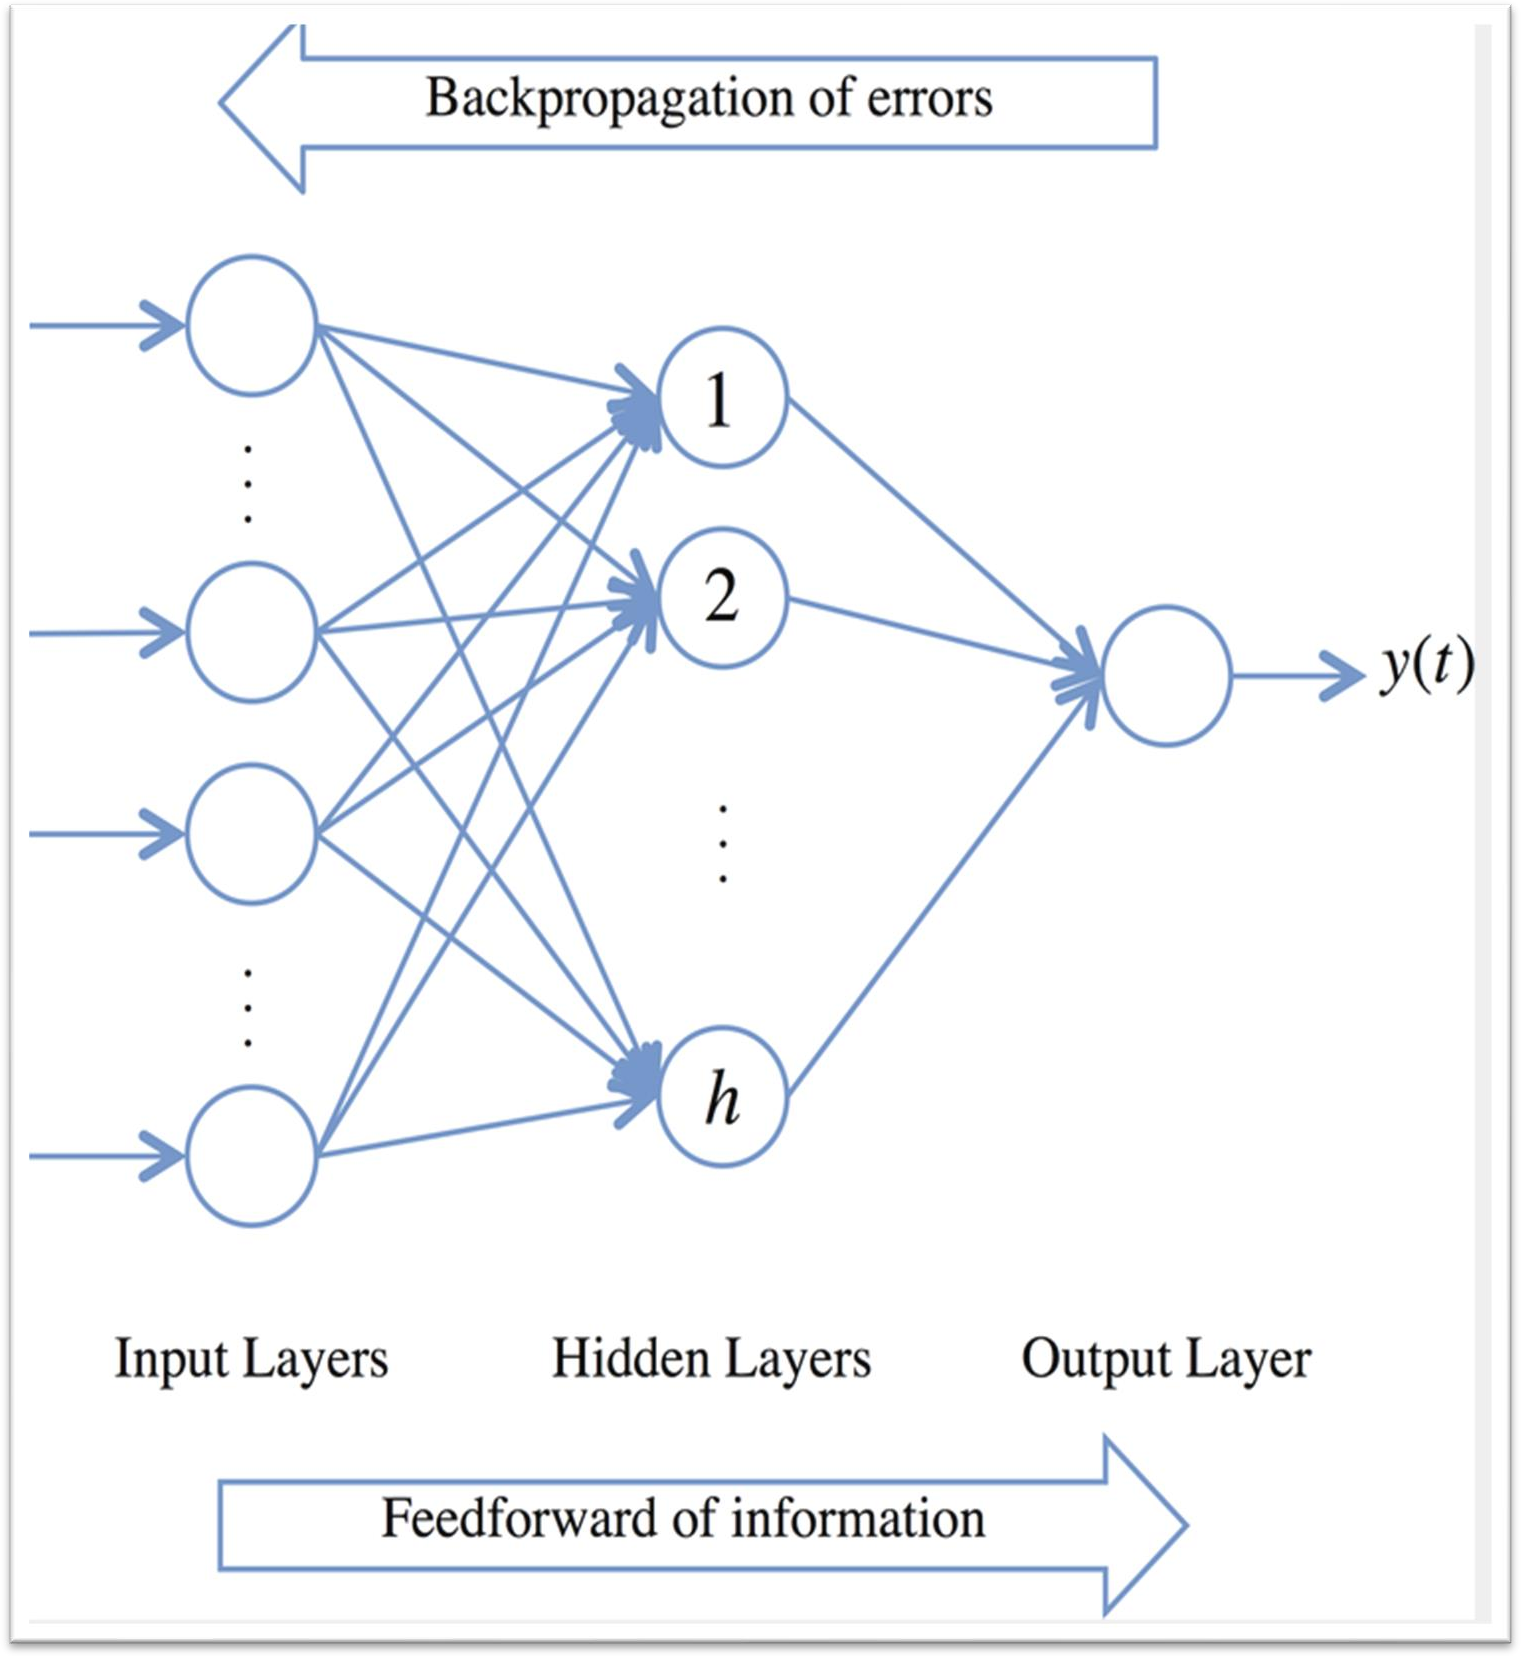 Backpropagation of errors
1
2
y(t)
h
Input Layers
Hidden Layers
Output Layer
Feedforward of information